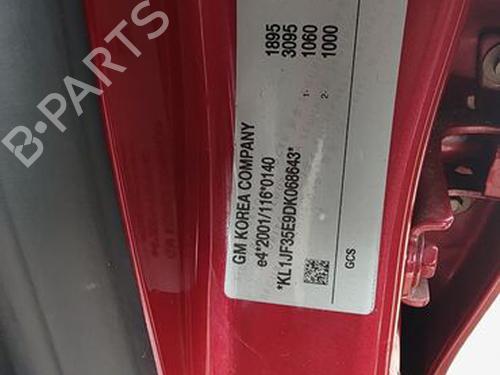 GM KOREA COMPANY
e4*2001/116*0140
*KL1JF35E9DK068643*
1895
3095
1- 1060
2- 1000
GCS
B-PARTS